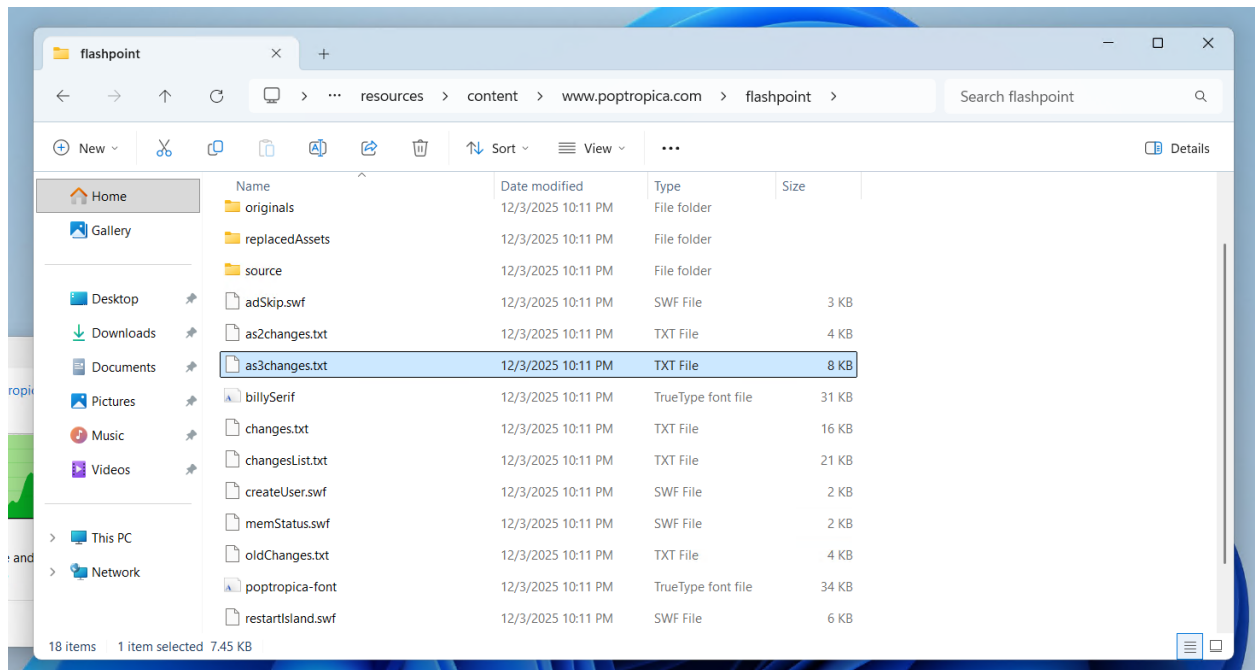 flashpoint
resources > content > www.poptropica.com > flashpoint >
Search flashpoint
New
Sort
View
Details
Name Date modified Type Size
Home
Gallery
Desktop
Downloads
Documents
Pictures
Music
Videos
This PC
Network
originals 12/3/2025 10:11 PM File folder
replacedAssets 12/3/2025 10:11 PM File folder
source 12/3/2025 10:11 PM File folder
adSkip.swf 12/3/2025 10:11 PM SWF File 3 KB
as2changes.txt 12/3/2025 10:11 PM TXT File 4 KB
as3changes.txt 12/3/2025 10:11 PM TXT File 8 KB
billySerif 12/3/2025 10:11 PM TrueType font file 31 KB
changes.txt 12/3/2025 10:11 PM TXT File 16 KB
changesList.txt 12/3/2025 10:11 PM TXT File 21 KB
createUser.swf 12/3/2025 10:11 PM SWF File 2 KB
memStatus.swf 12/3/2025 10:11 PM SWF File 2 KB
oldChanges.txt 12/3/2025 10:11 PM TXT File 4 KB
poptropica-font 12/3/2025 10:11 PM TrueType font file 34 KB
restartIsland.swf 12/3/2025 10:11 PM SWF File 6 KB
and
18 items 1 item selected 7.45 KB